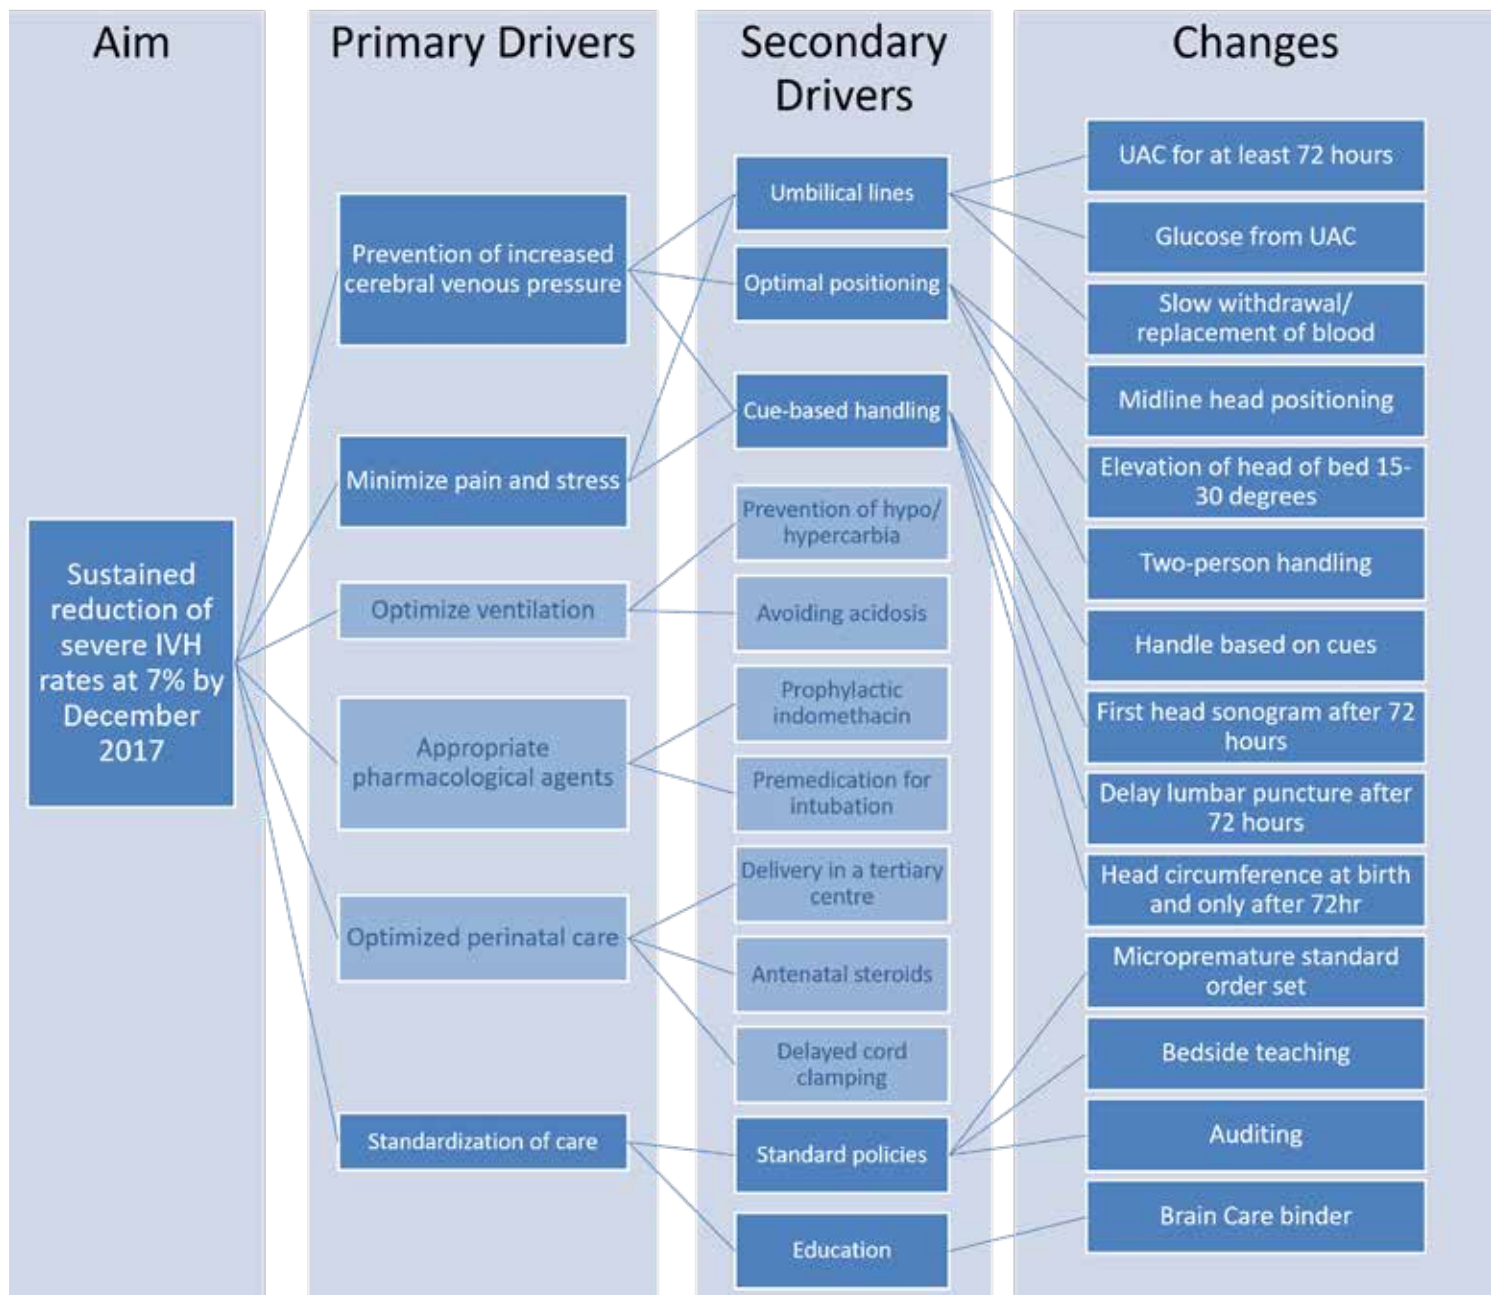 Aim
Primary Drivers
Secondary
Drivers
Changes
Sustained
reduction of
severe IVH
rates at 7% by
December
2017
Prevention of increased
cerebral venous pressure
Minimize pain and stress
Optimize ventilation
Appropriate
pharmacological agents
Optimized perinatal care
Standardization of care
Umbilical lines
Optimal positioning
Cue-based handling
Prevention of hypo/
hypercarbia
Avoiding acidosis
Prophylactic
indomethacin
Premedication for
intubation
Delivery in a tertiary
centre
Antenatal steroids
Delayed cord
clamping
Standard policies
Education
UAC for at least 72 hours
Glucose from UAC
Slow withdrawal/
replacement of blood
Midline head positioning
Elevation of head of bed 15-
30 degrees
Two-person handling
Handle based on cues
First head sonogram after 72
hours
Delay lumbar puncture after
72 hours
Head circumference at birth
and only after 72hr
Micropremature standard
order set
Bedside teaching
Auditing
Brain Care binder